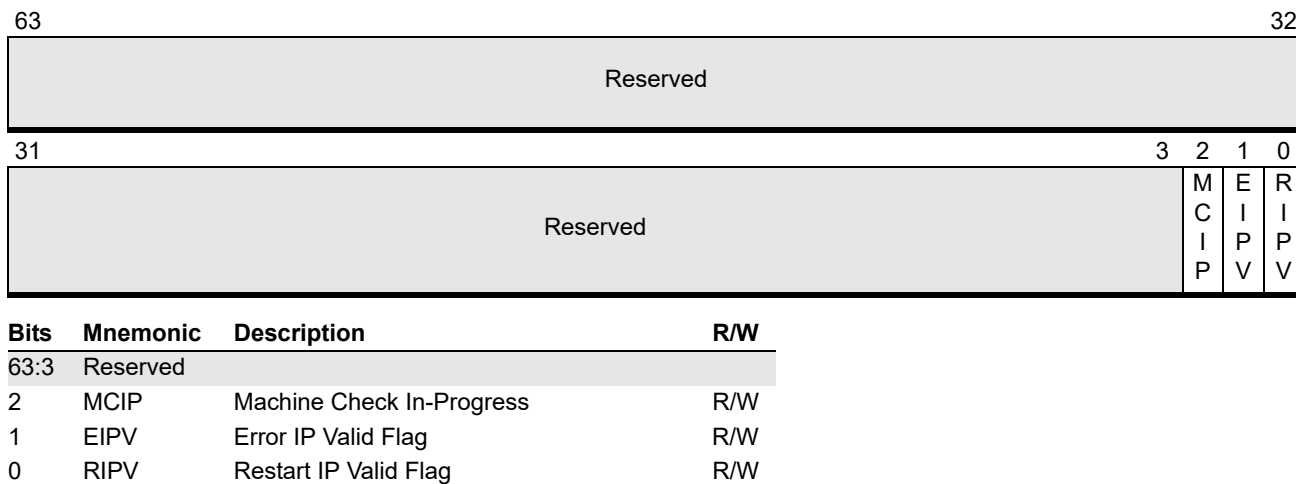 63 32
Reserved
31 3 2 1 0
Reserved
M E R
C I I
I P P
P V V
Bits Mnemonic Description R/W
63:3 Reserved
2 MCIP Machine Check In-Progress R/W
1 EIPV Error IP Valid Flag R/W
0 RIPV Restart IP Valid Flag R/W